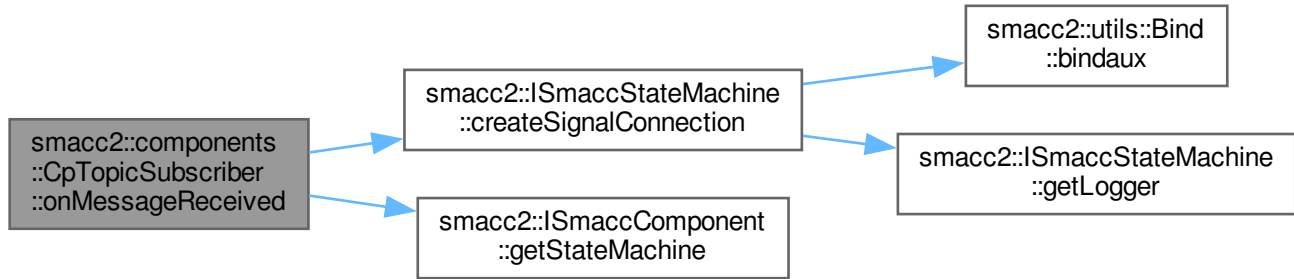 smacc2::components
::CpTopicSubscriber
::onMessageReceived
smacc2::ISmaccStateMachine
::createSignalConnection
smacc2::utils::Bind
::bindaux
smacc2::ISmaccStateMachine
::getLogger
smacc2::ISmaccComponent
::getStateMachine